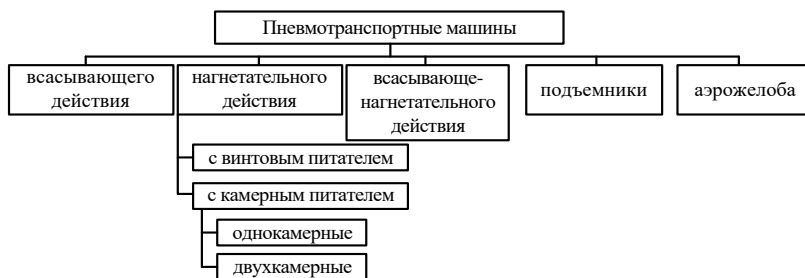 Пневмотранспортные машины
всасывающего
действия
нагнетательного
действия
всасывающе-
нагнетательного
действия
подъемники
аэрожелоба
с винтовым питателем
с камерным питателем
однокамерные
двухкамерные